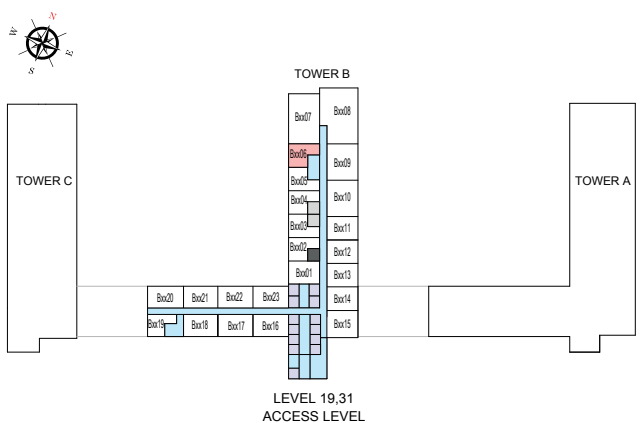 N
W
E
S
TOWER B
Bxx07
Bxx08
Bxx06
Bxx09
Bxx05
Bxx10
Bxx04
TOWER C
TOWER A
Bxx03
Bxx11
Bxx02
Bxx12
Bxx01
Bxx13
Bxx20 Bxx21 Bxx22 Bxx23
Bxx14
Bxx19 Bxx18 Bxx17 Bxx16
Bxx15
LEVEL 19,31
ACCESS LEVEL